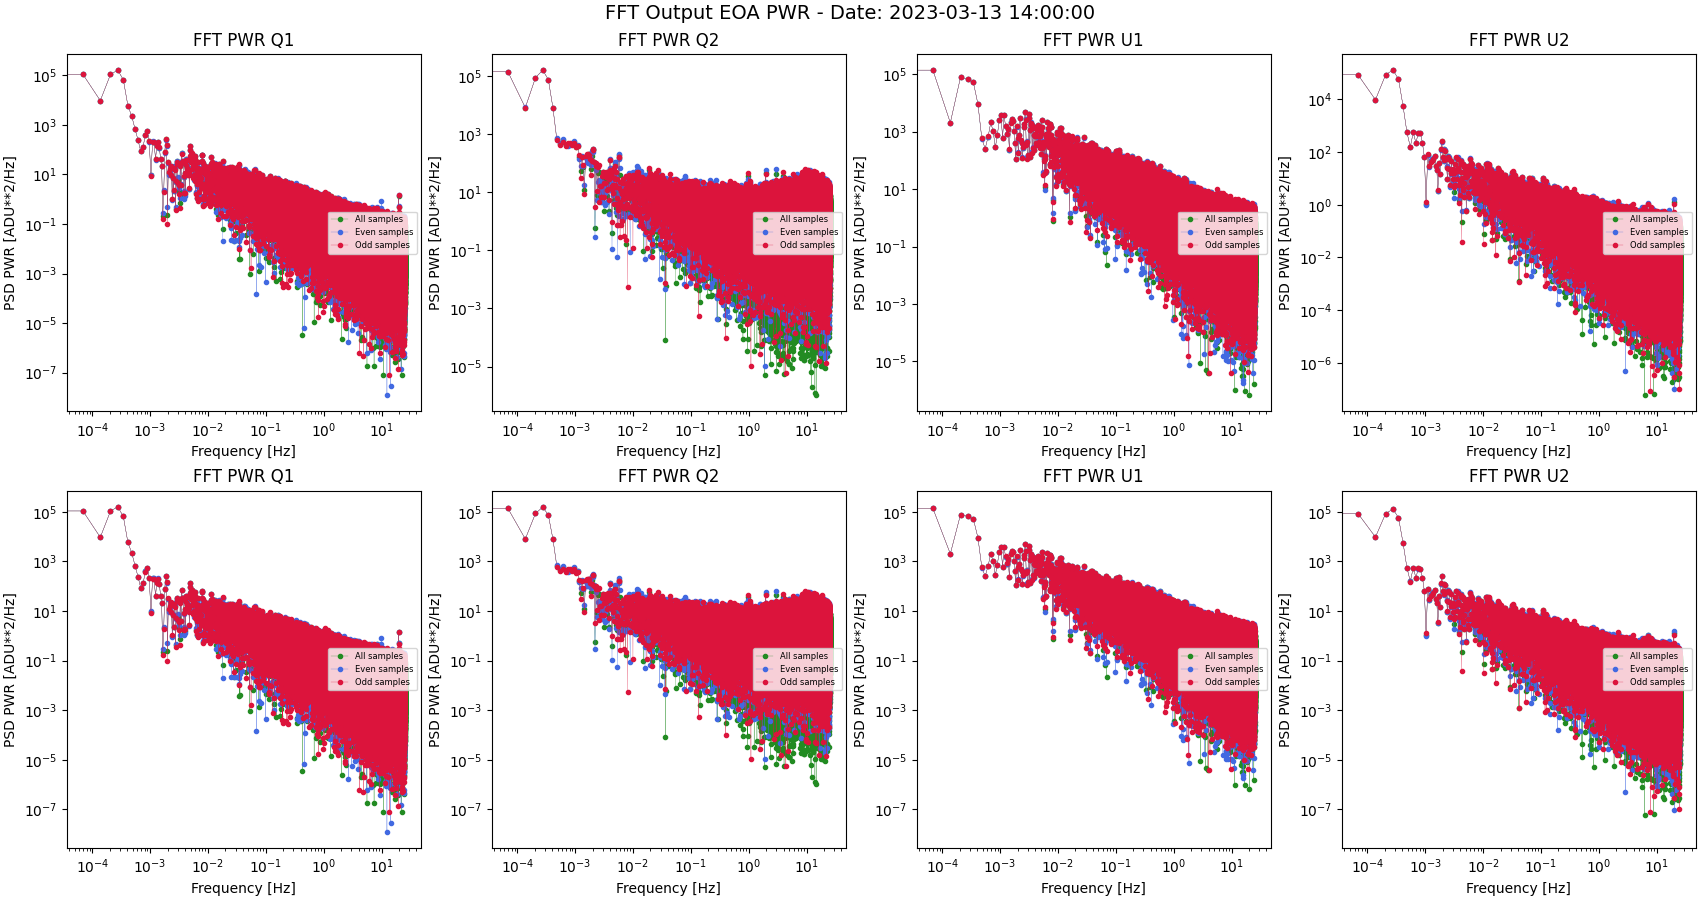 FFT Output EOA PWR - Date: 2023-03-13 14:00:00
FFT PWR Q1
PSD PWR [ADU**2/Hz]
10^5
10^3
10^1
10^−1
10^−3
10^−5
10^−7
All samples
Even samples
Odd samples
10^−4 10^−3 10^−2 10^−1 10^0 10^1
Frequency [Hz]
FFT PWR Q2
PSD PWR [ADU**2/Hz]
10^5
10^3
10^1
10^−1
10^−3
10^−5
All samples
Even samples
Odd samples
10^−4 10^−3 10^−2 10^−1 10^0 10^1
Frequency [Hz]
FFT PWR U1
PSD PWR [ADU**2/Hz]
10^5
10^3
10^1
10^−1
10^−3
10^−5
All samples
Even samples
Odd samples
10^−4 10^−3 10^−2 10^−1 10^0 10^1
Frequency [Hz]
FFT PWR U2
PSD PWR [ADU**2/Hz]
10^4
10^2
10^0
10^−2
10^−4
10^−6
All samples
Even samples
Odd samples
10^−4 10^−3 10^−2 10^−1 10^0 10^1
Frequency [Hz]
FFT PWR Q1
PSD PWR [ADU**2/Hz]
10^5
10^3
10^1
10^−1
10^−3
10^−5
10^−7
All samples
Even samples
Odd samples
10^−4 10^−3 10^−2 10^−1 10^0 10^1
Frequency [Hz]
FFT PWR Q2
PSD PWR [ADU**2/Hz]
10^5
10^3
10^1
10^−1
10^−3
10^−5
10^−7
All samples
Even samples
Odd samples
10^−4 10^−3 10^−2 10^−1 10^0 10^1
Frequency [Hz]
FFT PWR U1
PSD PWR [ADU**2/Hz]
10^5
10^3
10^1
10^−1
10^−3
10^−5
10^−7
All samples
Even samples
Odd samples
10^−4 10^−3 10^−2 10^−1 10^0 10^1
Frequency [Hz]
FFT PWR U2
PSD PWR [ADU**2/Hz]
10^5
10^3
10^1
10^−1
10^−3
10^−5
10^−7
All samples
Even samples
Odd samples
10^−4 10^−3 10^−2 10^−1 10^0 10^1
Frequency [Hz]